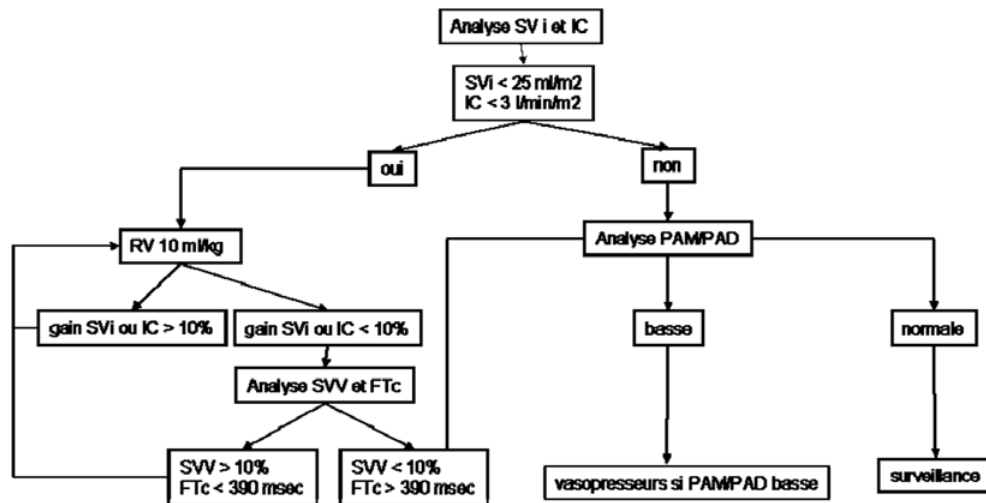 Analyse SV i et IC
SVi < 25 ml/m2
IC < 3 l/min/m2
oui
non
RV 10 ml/kg
Analyse PAM/PAD
gain SVi ou IC > 10%
gain SVi ou IC < 10%
basse
normale
Analyse SVV et FTc
SVV > 10%
FTc < 390 msec
SVV < 10%
FTc > 390 msec
vasopresseurs si PAM/PAD basse
surveillance